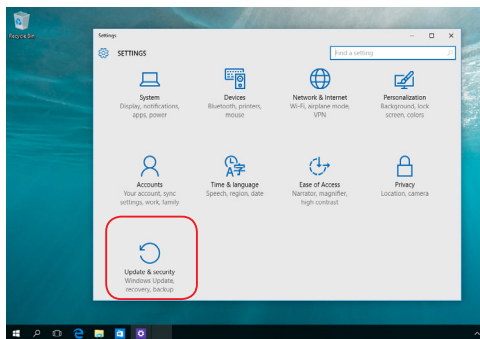 Recycle Bin
Settings
SETTINGS
Find a setting
System
Display, notifications,
apps, power
Devices
Bluetooth, printers,
mouse
Network & Internet
Wi-Fi, airplane mode,
VPN
Personalization
Background, lock
screen, colors
Accounts
Your account, sync
settings, work, family
Time & language
Speech, region, date
Ease of Access
Narrator, magnifier,
high contrast
Privacy
Location, camera
Update & security
Windows Update,
recovery, backup